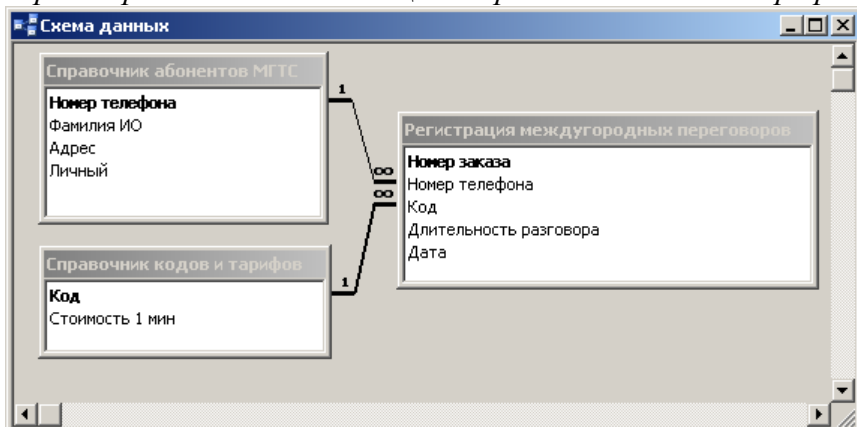 Схема данных
Справочник абонентов МГТС
Номер телефона
Фамилия ИО
Адрес
Личный
1
∞
∞
Регистрация междугородных переговоров
Номер заказа
Номер телефона
Код
Длительность разговора
Дата
Справочник кодов и тарифов
Код
Стоимость 1 мин
1